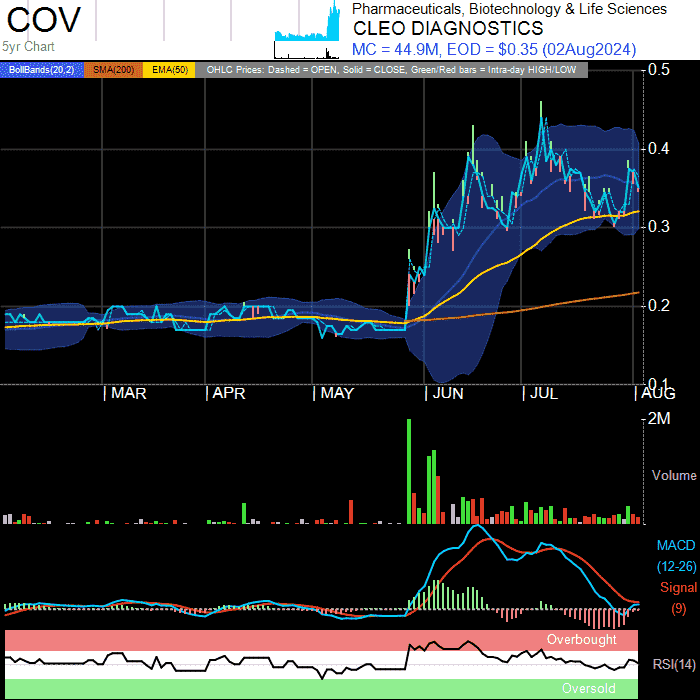 COV
5yr Chart
Pharmaceuticals, Biotechnology & Life Sciences
CLEO DIAGNOSTICS
MC = 44.9M, EOD = $0.35 (02Aug2024)
BollBands(20,2) SMA(200) EMA(50) OHLC Prices: Dashed = OPEN, Solid = CLOSE, Green/Red bars = Intra-day HIGH/LOW
0.5
0.4
0.3
0.2
0.1
MAR APR MAY JUN JUL AUG
2M
Volume
MACD
(12-26)
Signal
(9)
Overbought
RSI(14)
Oversold